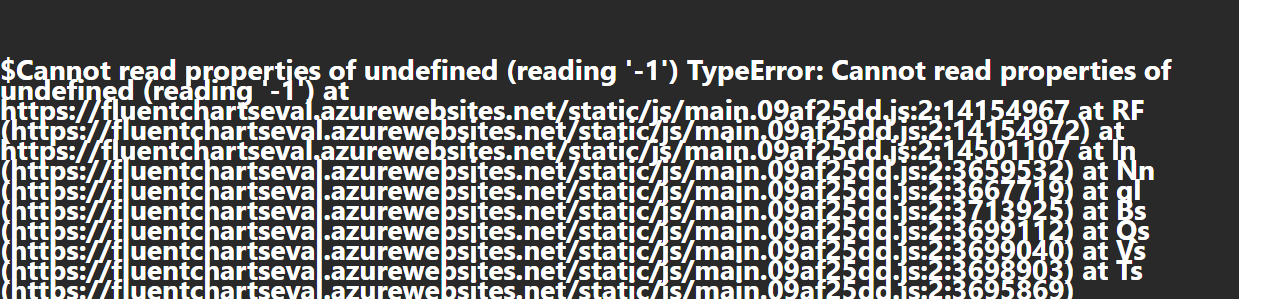 $Cannot read properties of undefined (reading '-1') TypeError: Cannot read properties of
undefined (reading '-1') at
https://fluentchartseval.azurewebsites.net/static/js/main.09af25dd.js:2:14154967 at RF
(https://fluentchartseval.azurewebsites.net/static/js/main.09af25dd.js:2:14154972) at
https://fluentchartseval.azurewebsites.net/static/js/main.09af25dd.js:2:14501107 at In
(https://fluentchartseval.azurewebsites.net/static/js/main.09af25dd.js:2:3659532) at Nn
(https://fluentchartseval.azurewebsites.net/static/js/main.09af25dd.js:2:3667719) at gl
(https://fluentchartseval.azurewebsites.net/static/js/main.09af25dd.js:2:3713925) at Bs
(https://fluentchartseval.azurewebsites.net/static/js/main.09af25dd.js:2:3699112) at Qs
(https://fluentchartseval.azurewebsites.net/static/js/main.09af25dd.js:2:3699040) at Vs
(https://fluentchartseval.azurewebsites.net/static/js/main.09af25dd.js:2:3698903) at Ts
(https://fluentchartseval.azurewebsites.net/static/js/main.09af25dd.js:2:3695869)